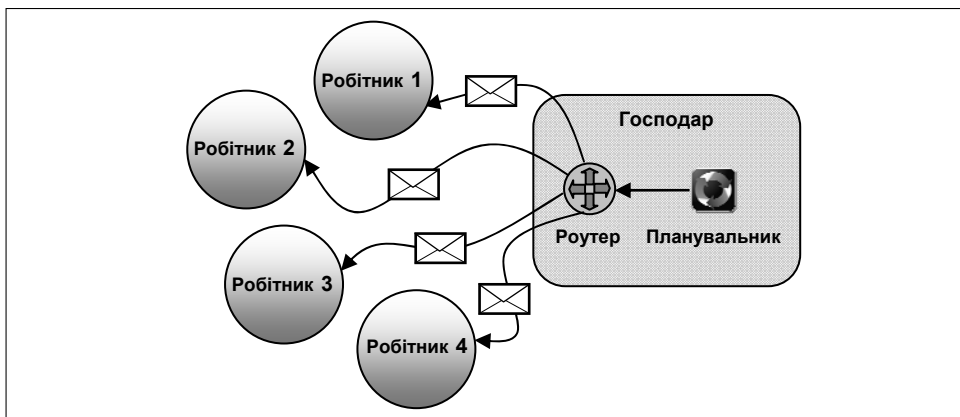 Робітник 1
Господар
Робітник 2
Роутер
Планувальник
Робітник 3
Робітник 4